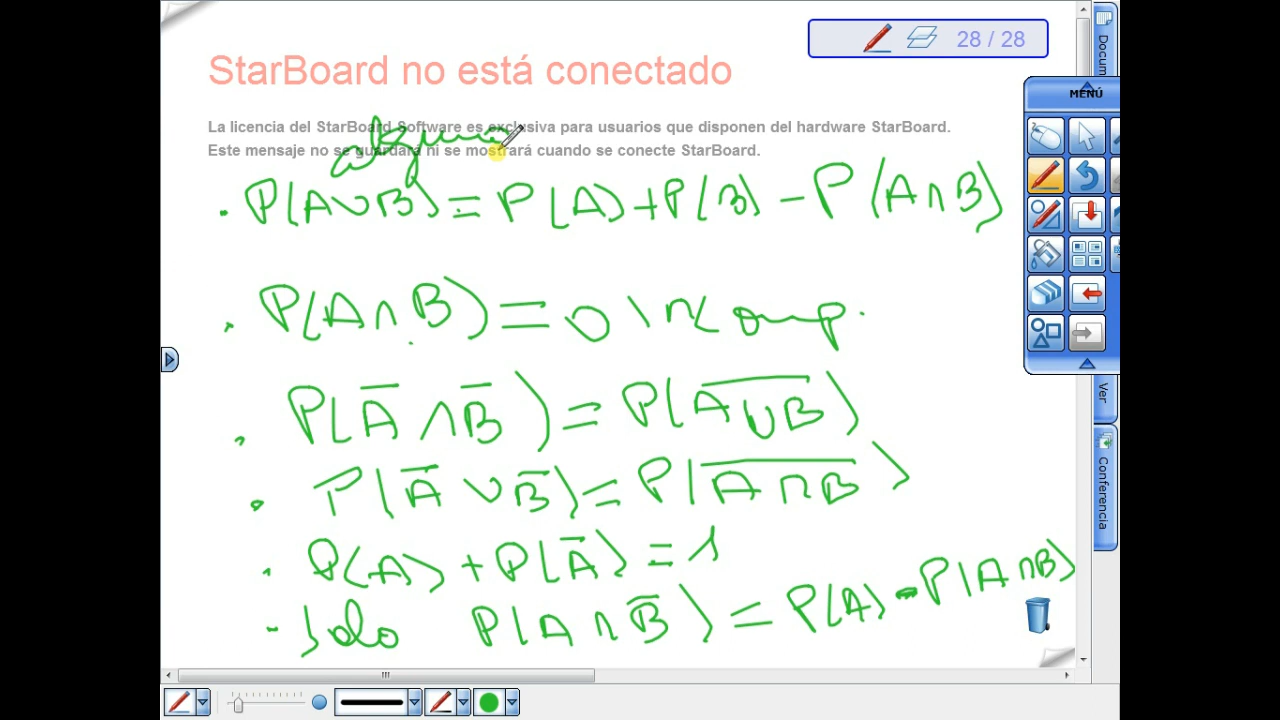 28 / 28
StarBoard no está conectado
La licencia del StarBoard Software es exclusiva para usuarios que disponen del hardware StarBoard.
Este mensaje no se guardará ni se mostrará cuando se conecte StarBoard.
· P(A∪B) = P(A) + P(B) - P(A∩B)
· P(A∩B) = 0 incomp.
· P(A̅ ∩ B̅) = P(A̅∪̅B̅)
· P(A̅ ∪ B̅) = P(A̅∩̅B̅)
· P(A) + P(A̅) = 1
· solo P(A ∩ B̅) = P(A) - P(A∩B)
MENÚ
Docum
Ver
Conferencia